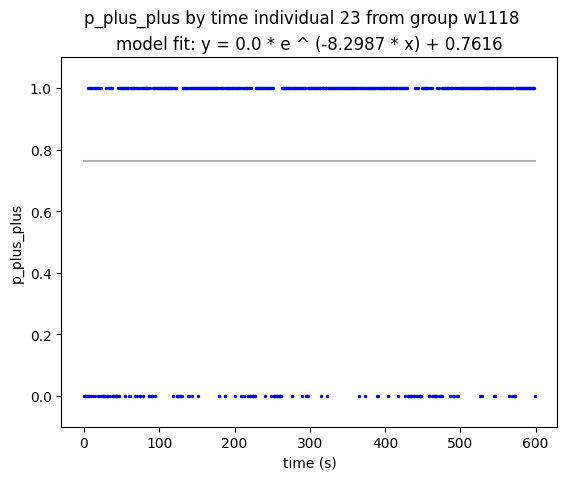 p_plus_plus by time individual 23 from group w1118
model fit: y = 0.0 * e ^ (-8.2987 * x) + 0.7616
1.0
0.8
0.6
0.4
0.2
0.0
p_plus_plus
0 100 200 300 400 500 600
time (s)